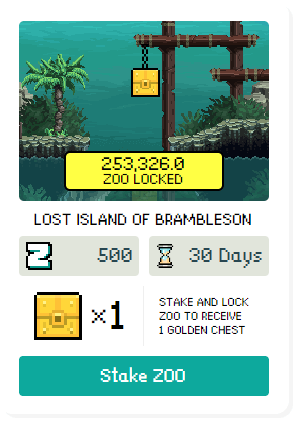 253,326.0
ZOO LOCKED
LOST ISLAND OF BRAMBLESON
500
30 Days
×1
STAKE AND LOCK
ZOO TO RECEIVE
1 GOLDEN CHEST
Stake ZOO